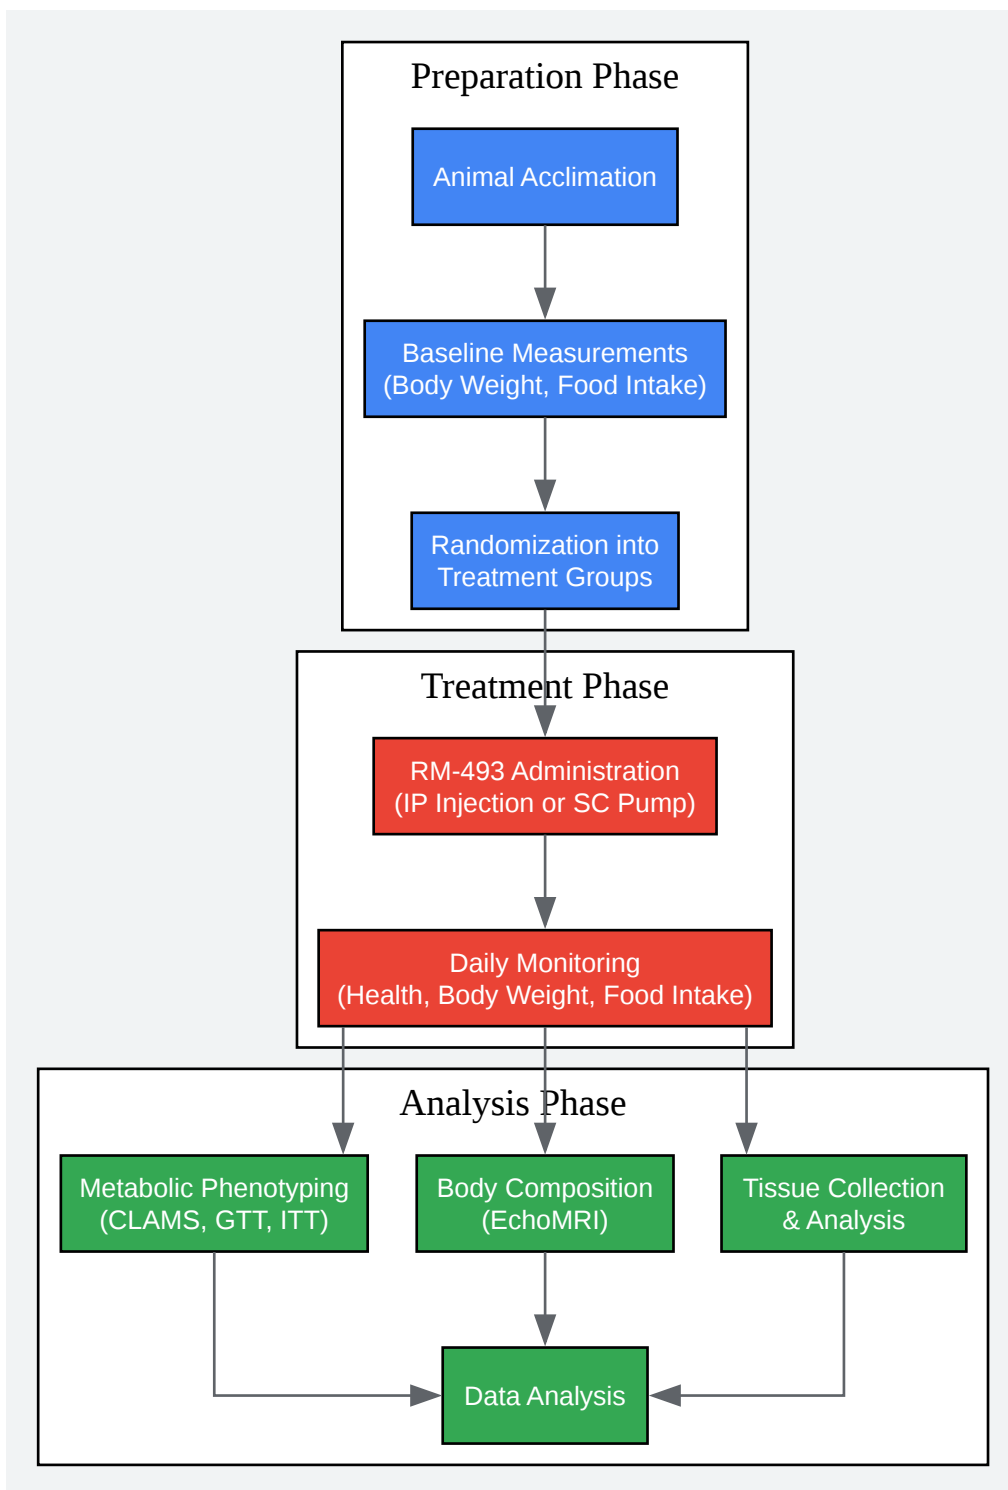 Preparation Phase
Animal Acclimation
Baseline Measurements
(Body Weight, Food Intake)
Randomization into
Treatment Groups
Treatment Phase
RM-493 Administration
(IP Injection or SC Pump)
Daily Monitoring
(Health, Body Weight, Food Intake)
Analysis Phase
Metabolic Phenotyping
(CLAMS, GTT, ITT)
Body Composition
(EchoMRI)
Tissue Collection
& Analysis
Data Analysis